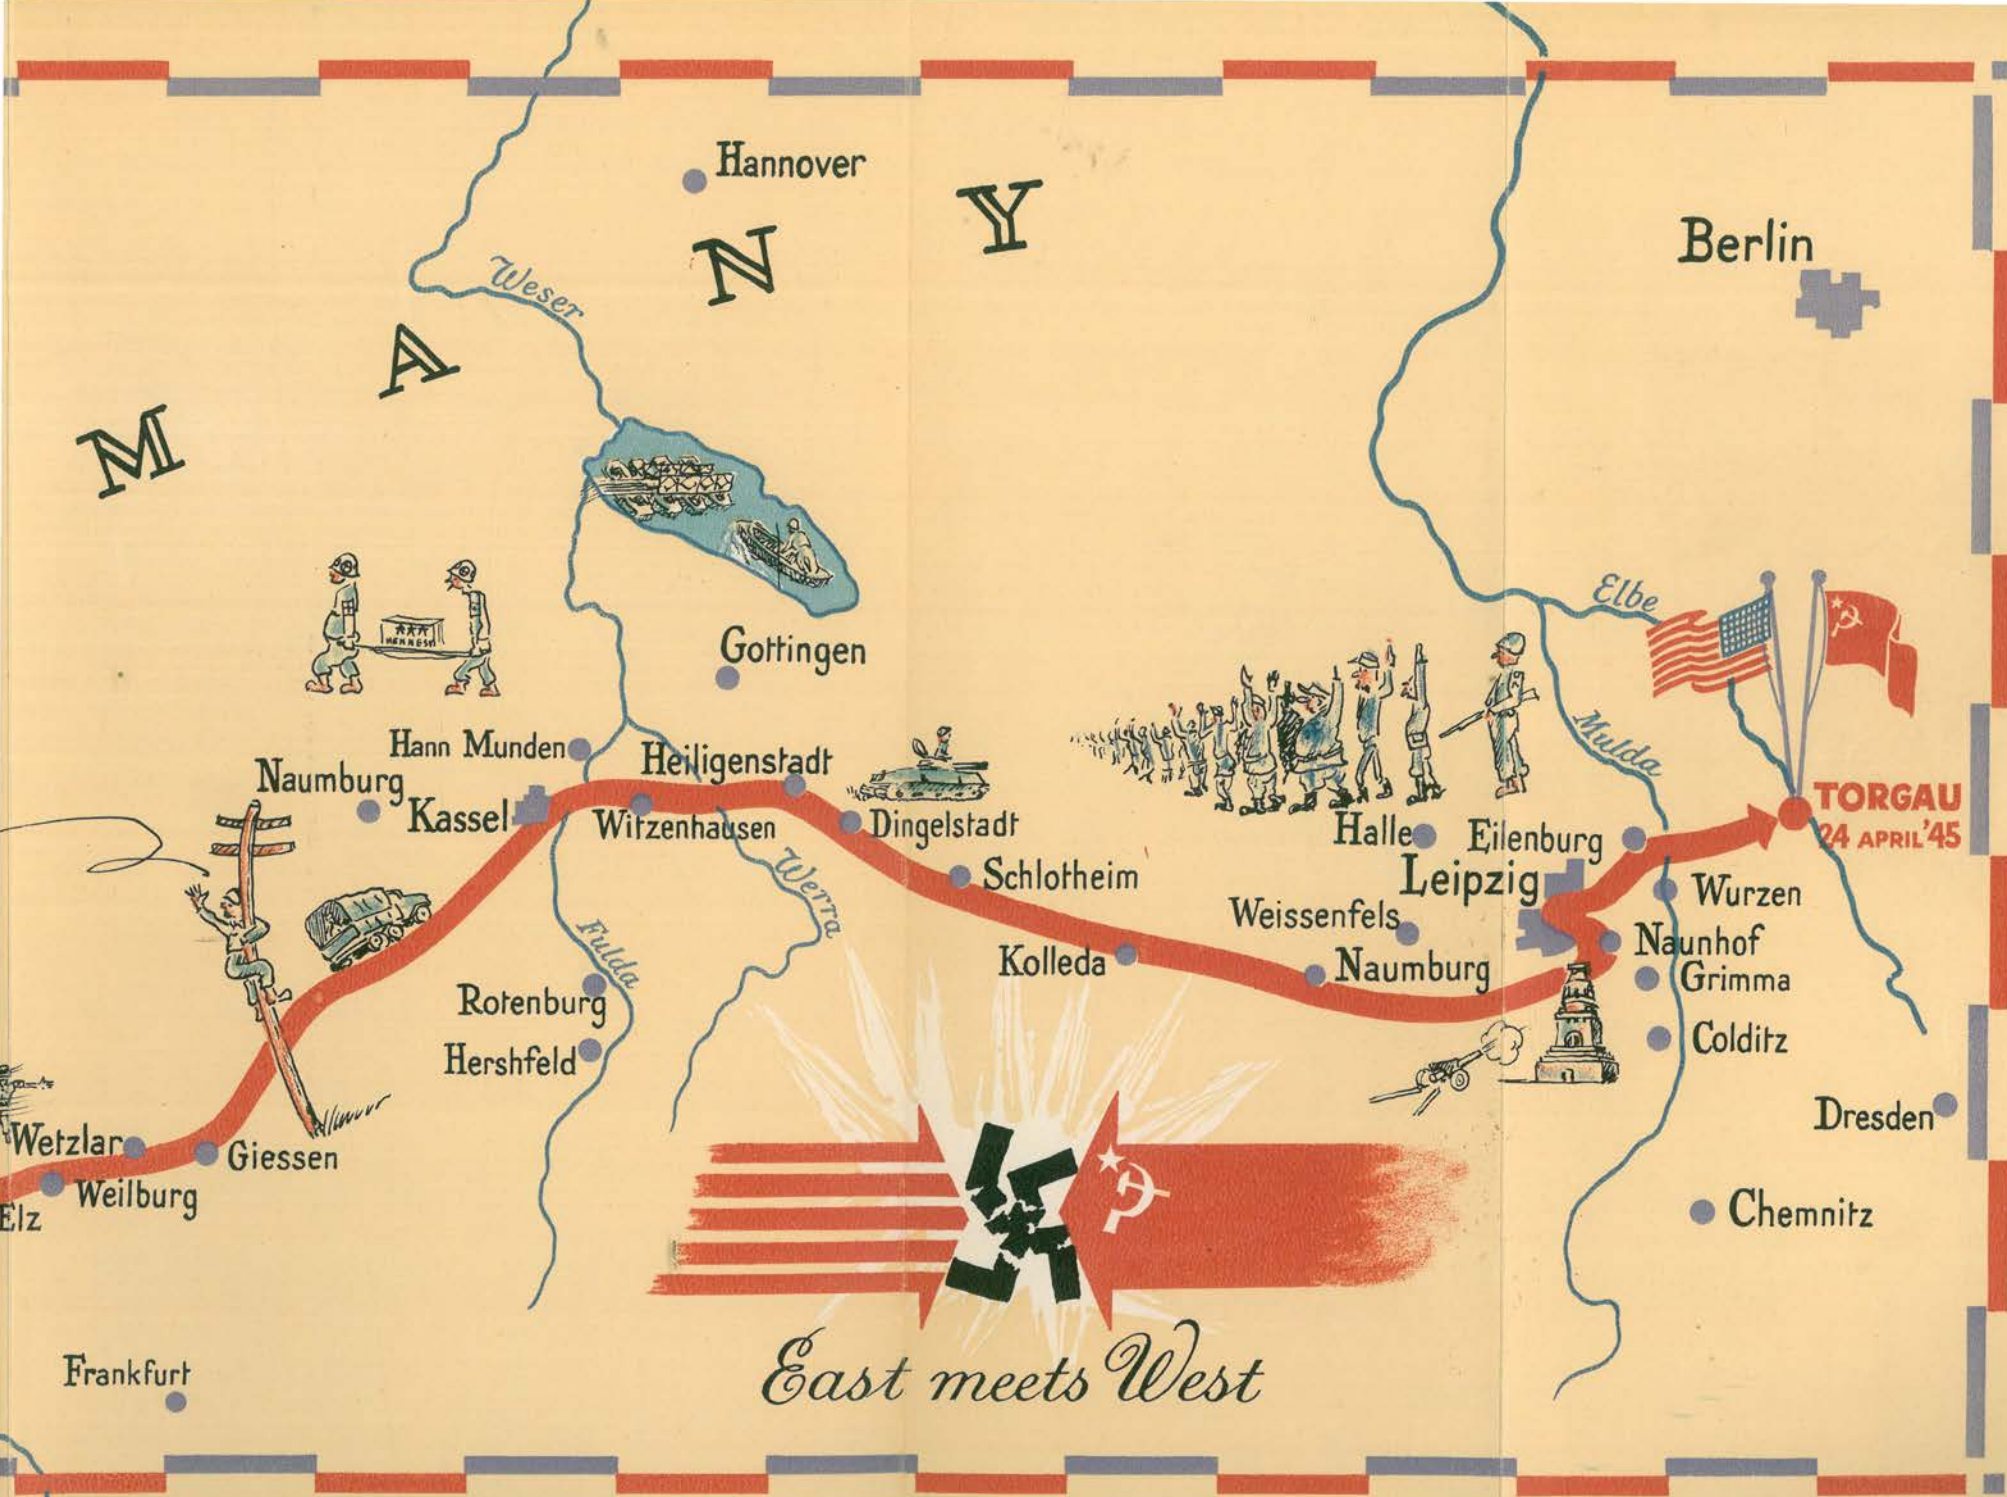 Hannover
M A N Y
Berlin
Weser
Elbe
HENNESY
Gottingen
Mulda
Hann Munden
Heiligenstadt
Naumburg
Kassel
Witzenhausen
Dingelstadt
TORGAU
24 APRIL '45
Halle
Eilenburg
Schlotheim
Leipzig
Wurzen
Werra
Weissenfels
Fulda
Kolleda
Naumburg
Naunhof
Grimma
Rotenburg
Colditz
Hershfeld
Wetzlar
Giessen
Dresden
Weilburg
Elz
Chemnitz
Frankfurt
East meets West